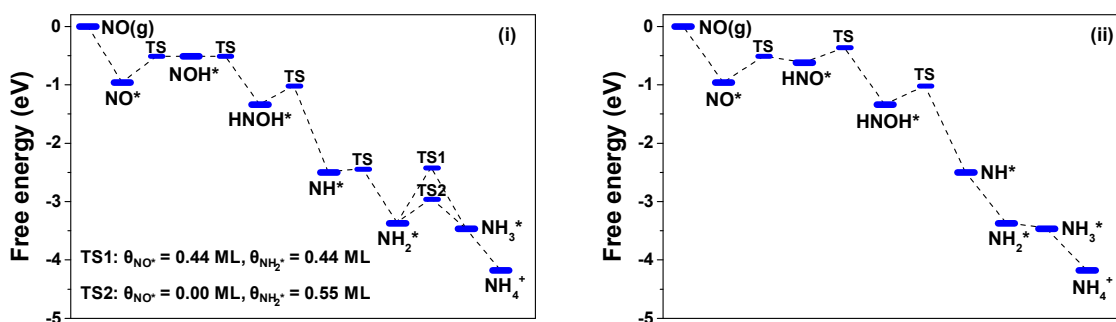 Free energy (eV)
0
-1
-2
-3
-4
-5
(i)
NO(g)
NO*
TS
NOH*
TS
HNOH*
TS
NH*
TS
NH₂*
TS1
TS2
NH₃*
NH₄⁺
TS1: θNO* = 0.44 ML, θNH₂* = 0.44 ML
TS2: θNO* = 0.00 ML, θNH₂* = 0.55 ML
Free energy (eV)
0
-1
-2
-3
-4
-5
(ii)
NO(g)
NO*
TS
HNO*
TS
HNOH*
TS
NH*
NH₂*
NH₃*
NH₄⁺